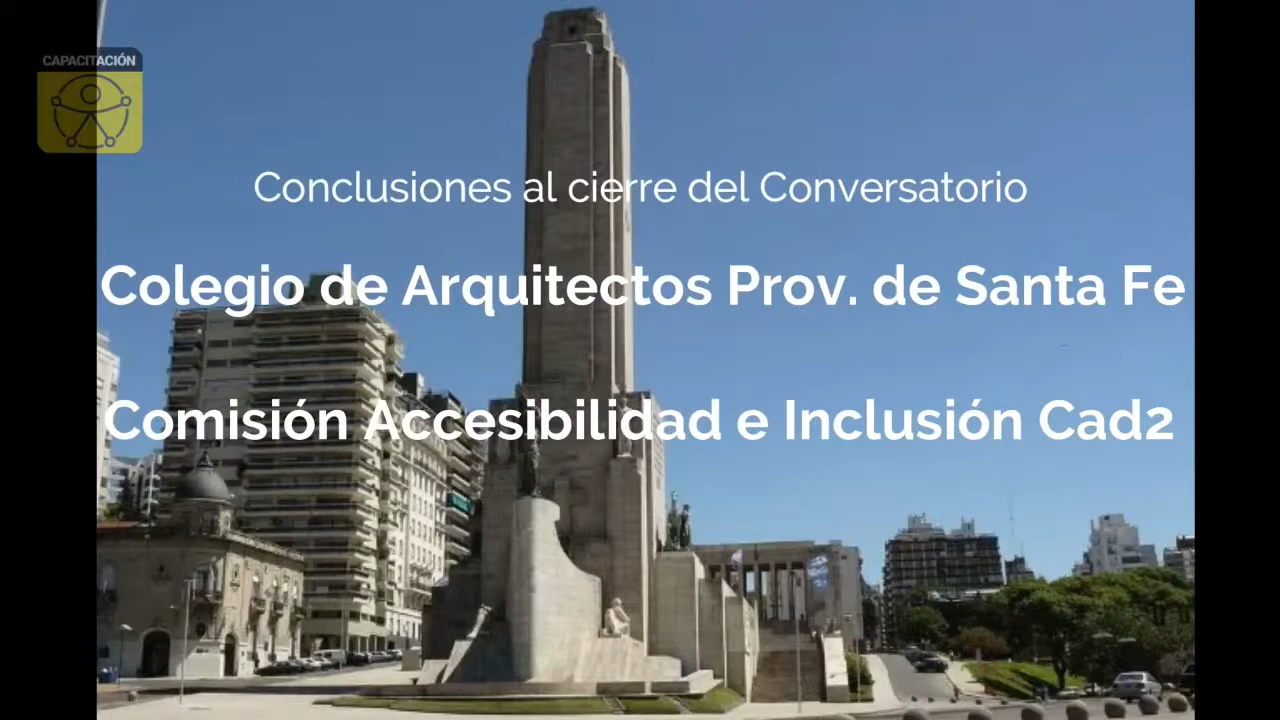 CAPACITACIÓN
Conclusiones al cierre del Conversatorio
Colegio de Arquitectos Prov. de Santa Fe
Comisión Accesibilidad e Inclusión Cad2